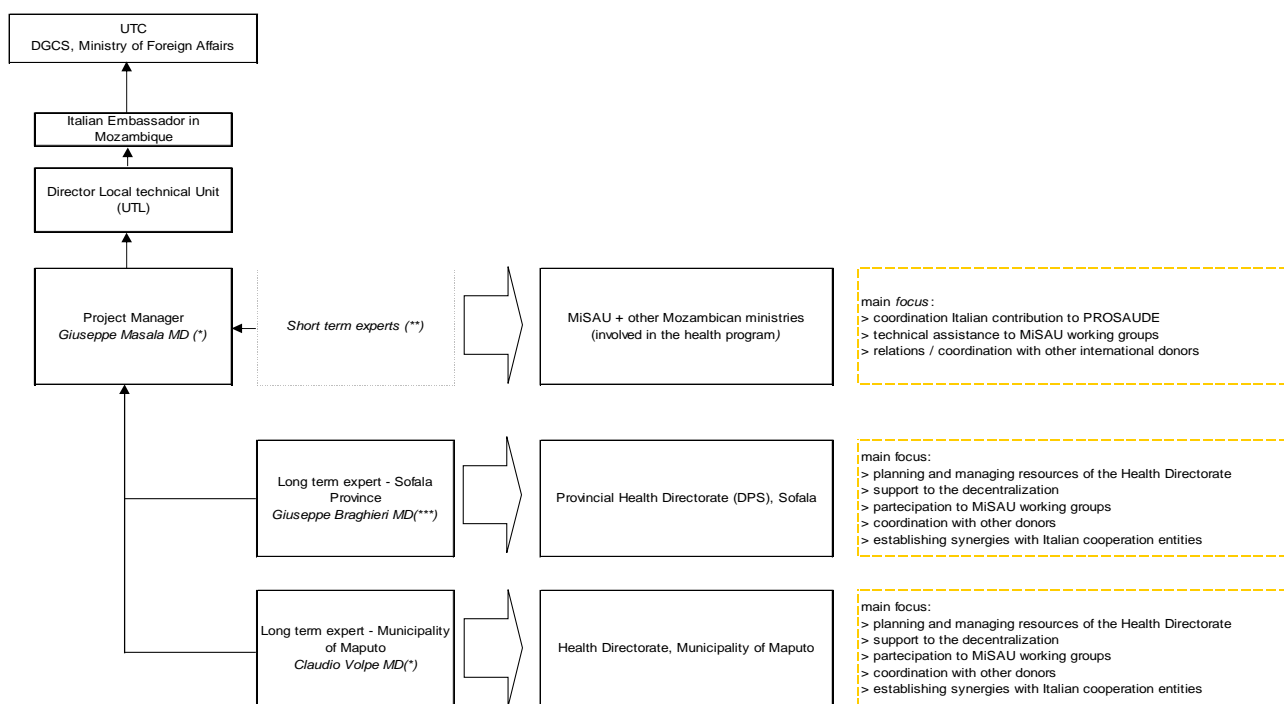 UTC
DGCS, Ministry of Foreign Affairs
Italian Embassador in
Mozambique
Director Local technical Unit
(UTL)
Project Manager
Giuseppe Masala MD (*)
Short term experts (**)
MiSAU + other Mozambican ministries
(involved in the health program)
main focus:
> coordination Italian contribution to PROSAUDE
> technical assistance to MiSAU working groups
> relations / coordination with other international donors
Long term expert - Sofala
Province
Giuseppe Braghieri MD(***)
Provincial Health Directorate (DPS), Sofala
main focus:
> planning and managing resources of the Health Directorate
> support to the decentralization
> partecipation to MiSAU working groups
> coordination with other donors
> establishing synergies with Italian cooperation entities
Long term expert - Municipality
of Maputo
Claudio Volpe MD(*)
Health Directorate, Municipality of Maputo
main focus:
> planning and managing resources of the Health Directorate
> support to the decentralization
> partecipation to MiSAU working groups
> coordination with other donors
> establishing synergies with Italian cooperation entities